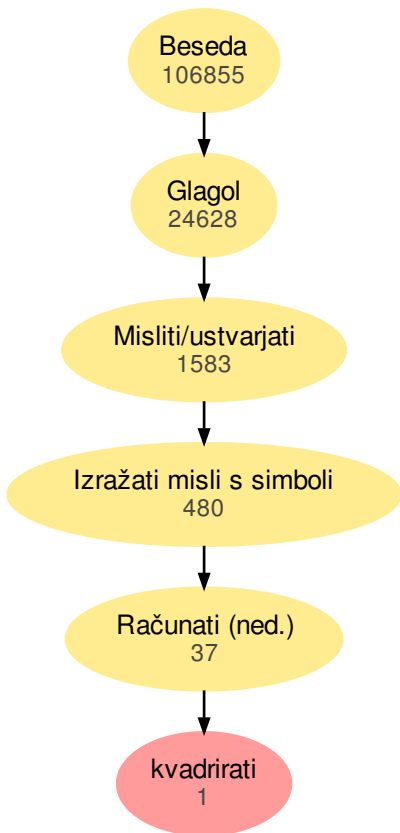 Beseda
106855
Glagol
24628
Misliti/ustvarjati
1583
Izražati misli s simboli
480
Računati (ned.)
37
kvadrirati
1